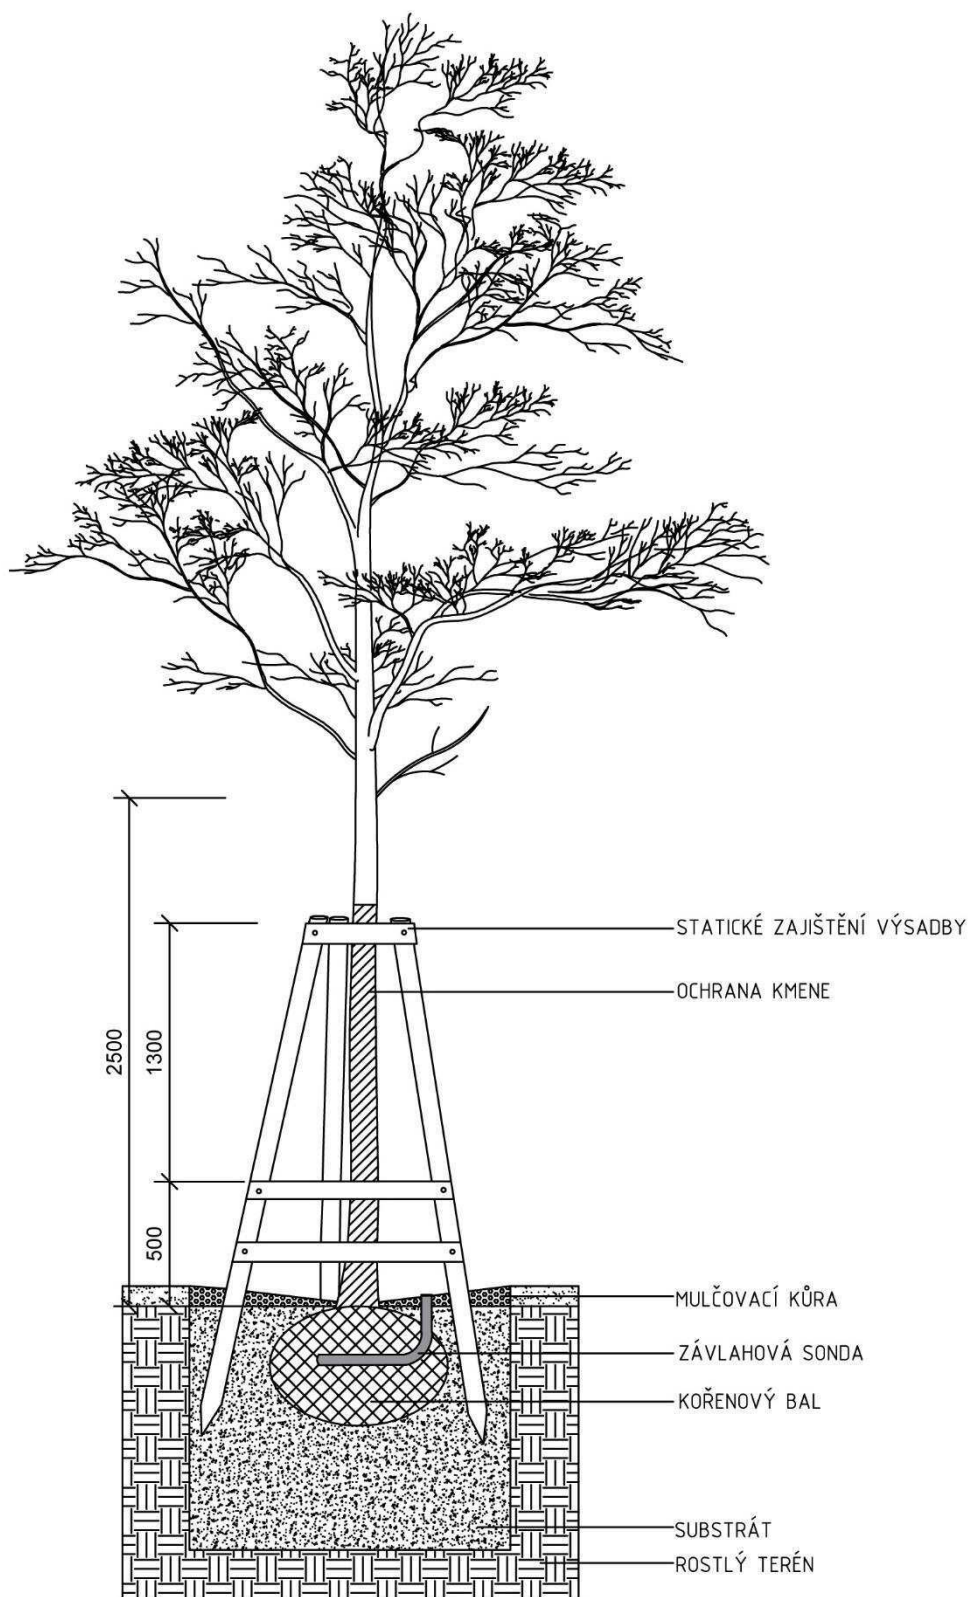 STATICKÉ ZAJIŠTĚNÍ VÝSADBY
OCHRANA KMENE
2500
1300
500
MULČOVACÍ KŮRA
ZÁVLAHOVÁ SONDA
KOŘENOVÝ BAL
SUBSTRÁT
ROSTLÝ TERÉN